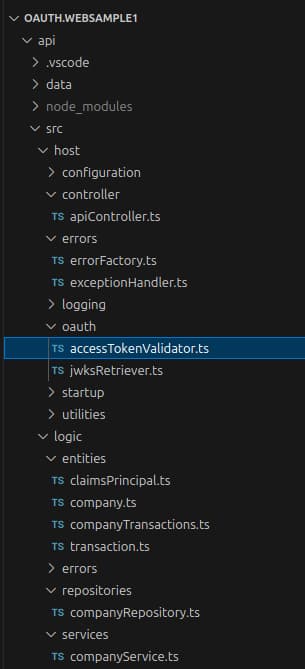 OAUTH.WEBSAMPLE1
api
.vscode
data
node_modules
src
host
configuration
controller
TS apiController.ts
errors
TS errorFactory.ts
TS exceptionHandler.ts
logging
oauth
TS accessTokenValidator.ts
TS jwksRetriever.ts
startup
utilities
logic
entities
TS claimsPrincipal.ts
TS company.ts
TS companyTransactions.ts
TS transaction.ts
errors
repositories
TS companyRepository.ts
services
TS companyService.ts